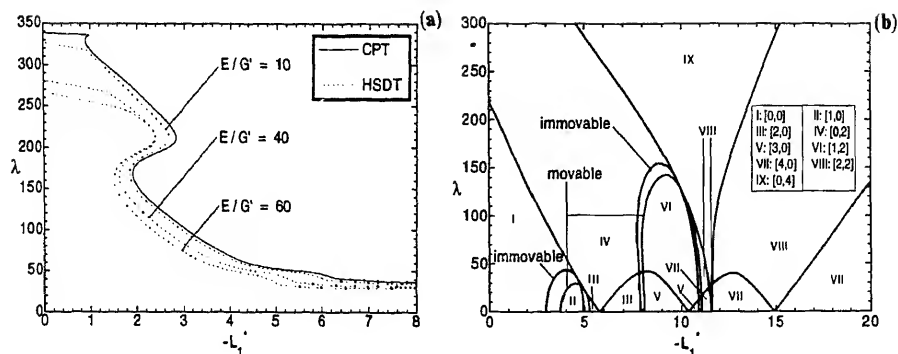 (a)
CPT
HSDT
E/G' = 10
E/G' = 40
E/G' = 60
λ
350
300
250
200
150
100
50
0
0 1 2 3 4 5 6 7 8
-L₁*
(b)
300
250
200
150
100
50
0
λ
immovable
movable
immovable
I
II
III
IV
III
V
VI
V
VII
VIII
IX
VII
VIII
VII
I: [0,0] II: [1,0]
III: [2,0] IV: [0,2]
V: [3,0] VI: [1,2]
VII: [4,0] VIII: [2,2]
IX: [0,4]
0 5 10 15 20
-L₁*